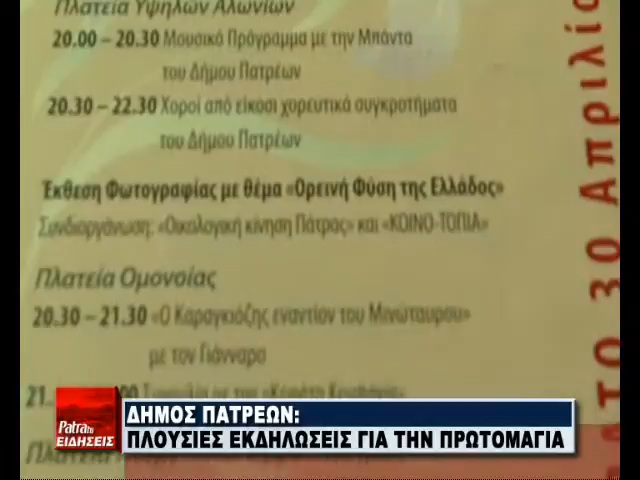 Πλατεία Υψηλών Αλωνίων
20.00 – 20.30 Μουσικό Πρόγραμμα με την Μπάντα
του Δήμου Πατρέων
20.30 – 22.30 Χοροί από είκοσι χορευτικά συγκροτήματα
του Δήμου Πατρέων
Έκθεση Φωτογραφίας με θέμα «Ορεινή Φύση της Ελλάδος»
Συνδιοργάνωση: «Οικολογική κίνηση Πάτρας» και «ΚΟΙΝΟ-ΤΟΠΙΑ»
Πλατεία Ομονοίας
20.30 – 21.30 «Ο Καραγκιόζης εναντίον του Μινώταυρου»
με τον Γιάνναρο
21.
30 Απριλίο
Patra tv
ΕΙΔΗΣΕΙΣ
ΔΗΜΟΣ ΠΑΤΡΕΩΝ:
ΠΛΟΥΣΙΕΣ ΕΚΔΗΛΩΣΕΙΣ ΓΙΑ ΤΗΝ ΠΡΩΤΟΜΑΓΙΑ